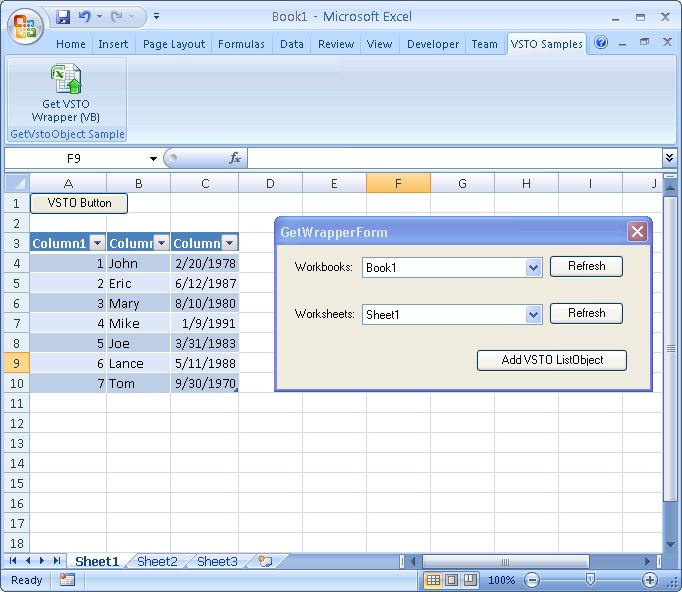 Book1 - Microsoft Excel
Home Insert Page Layout Formulas Data Review View Developer Team VSTO Samples
Get VSTO
Wrapper (VB)
GetVstoObject Sample
F9 fx
A B C D E F G H I J
1 VSTO Button
2
3 Column1 Column Column
4 1 John 2/20/1978
5 2 Eric 6/12/1987
6 3 Mary 8/10/1980
7 4 Mike 1/9/1991
8 5 Joe 3/31/1983
9 6 Lance 5/11/1988
10 7 Tom 9/30/1970
11
12
13
14
15
16
17
18
GetWrapperForm
Workbooks: Book1 Refresh
Worksheets: Sheet1 Refresh
Add VSTO ListObject
Sheet1 Sheet2 Sheet3
Ready 100%